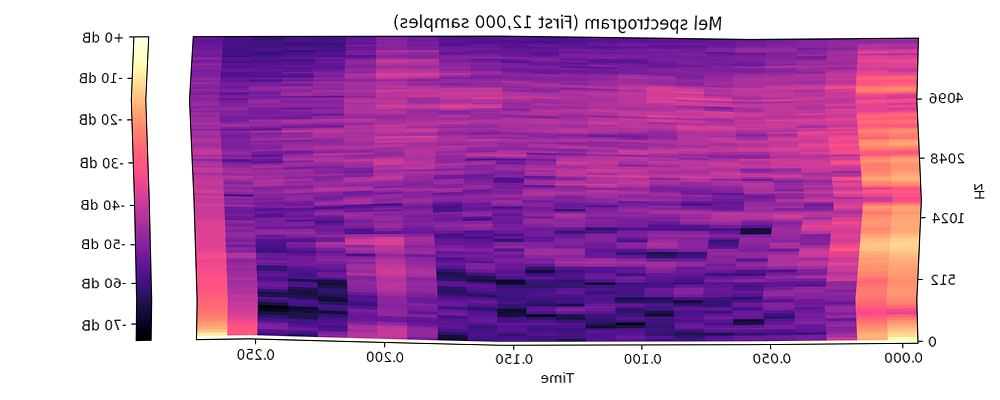 Mel spectrogram (First 12,000 samples)
+0 dB
-10 dB
-20 dB
-30 dB
-40 dB
-50 dB
-60 dB
-70 dB
4096
2048
1024
512
0
Hz
0.000
0.050
0.100
0.150
0.200
0.250
Time